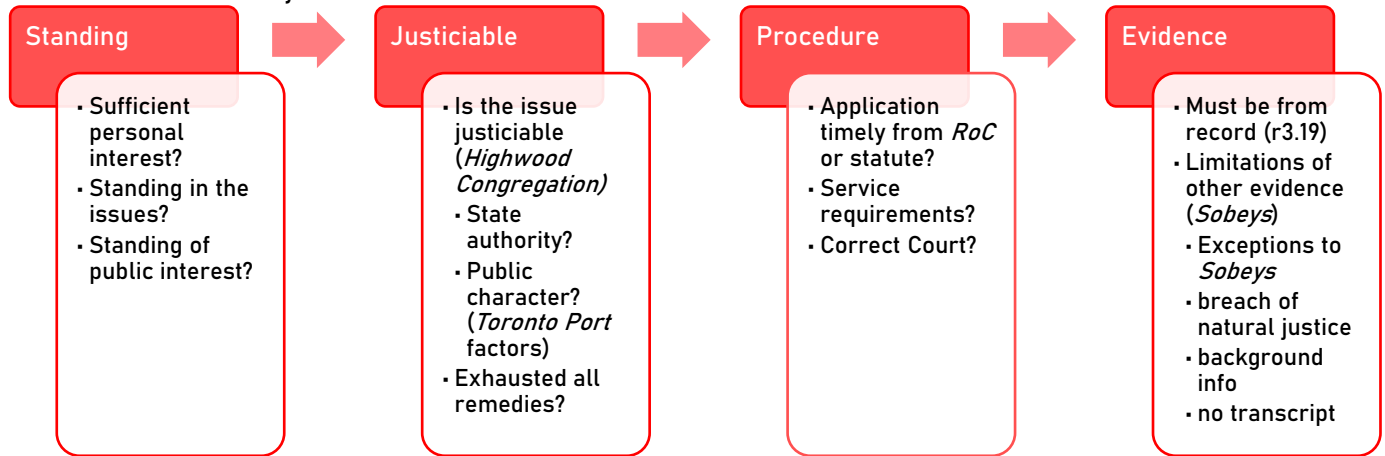 Standing
▪ Sufficient
personal
interest?
▪ Standing in the
issues?
▪ Standing of
public interest?
Justiciable
▪ Is the issue
justiciable
(Highwood
Congregation)
▪ State
authority?
▪ Public
character?
(Toronto Port
factors)
▪ Exhausted all
remedies?
Procedure
▪ Application
timely from RoC
or statute?
▪ Service
requirements?
▪ Correct Court?
Evidence
▪ Must be from
record (r3.19)
▪ Limitations of
other evidence
(Sobeys)
▪ Exceptions to
Sobeys
▪ breach of
natural justice
▪ background
info
▪ no transcript